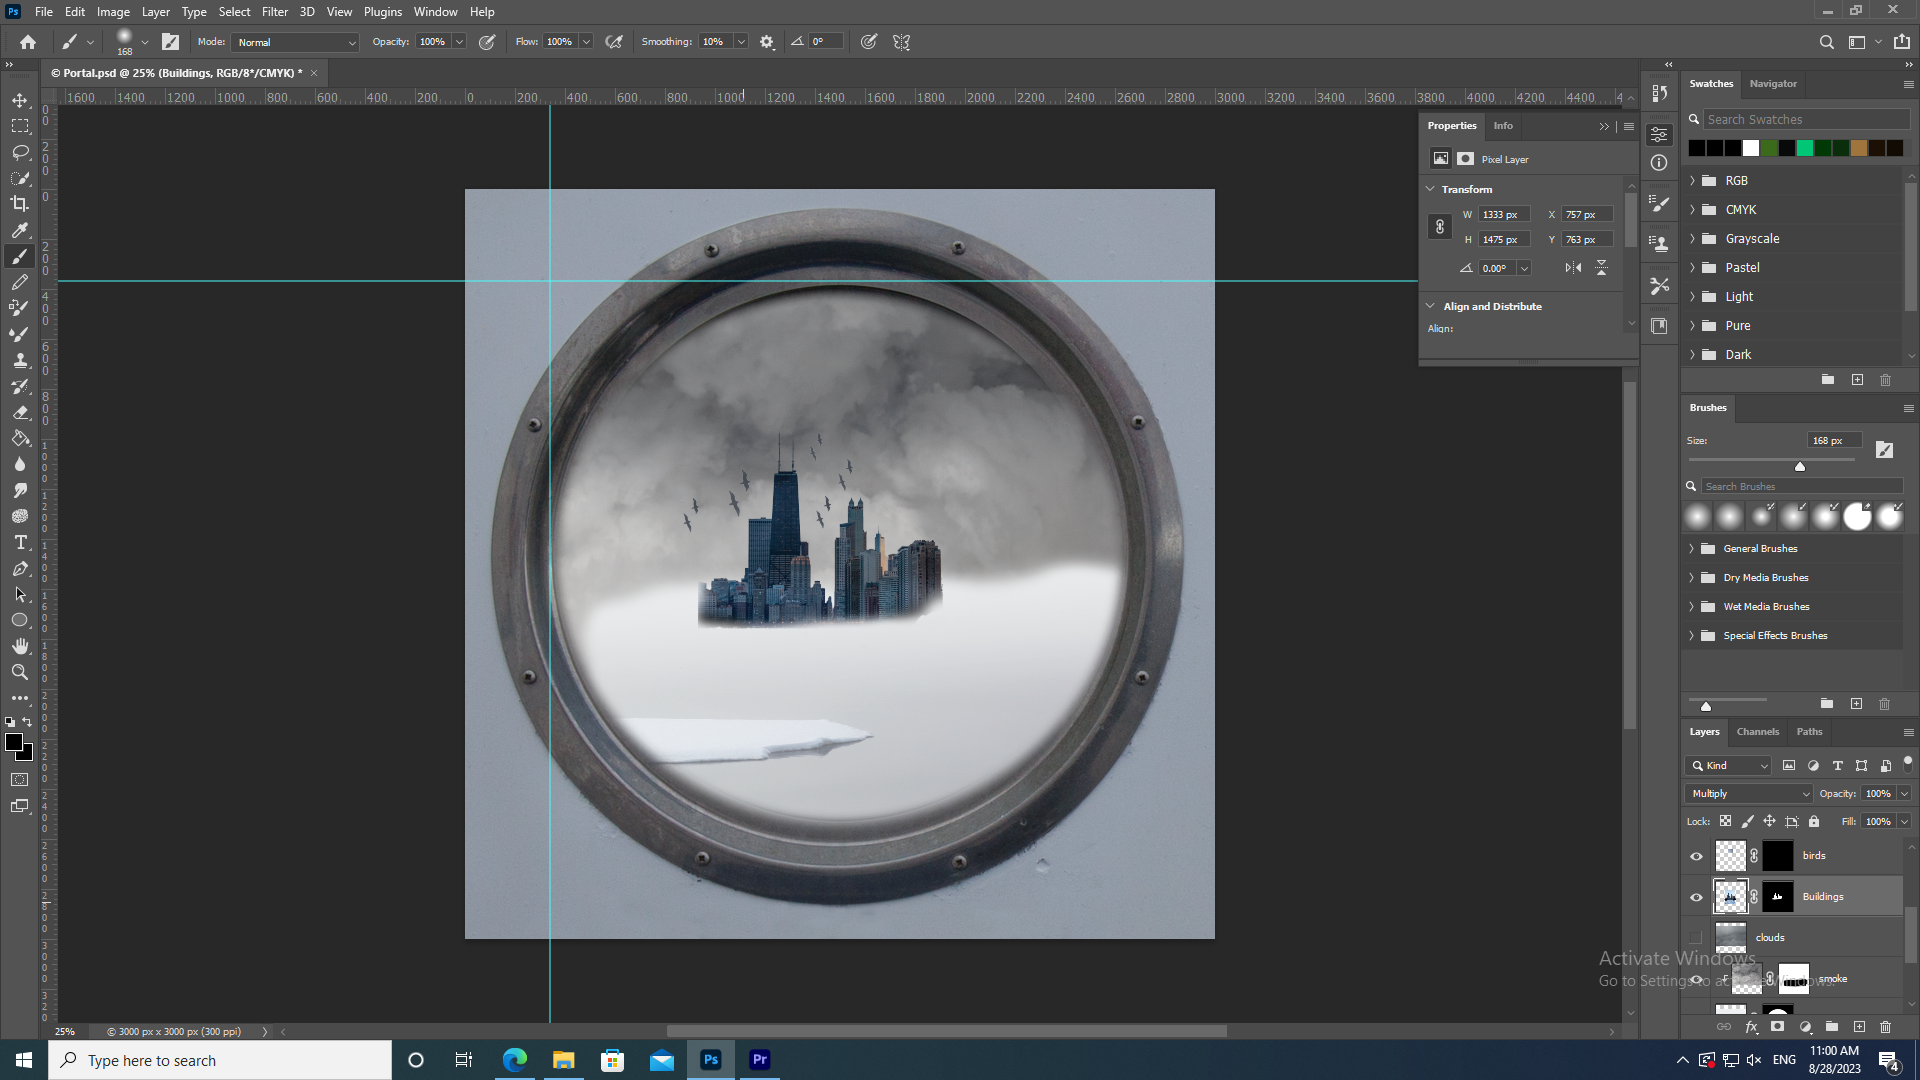 Ps File Edit Image Layer Type Select Filter 3D View Plugins Window Help
168 Mode: Normal Opacity: 100% Flow: 100% Smoothing: 10% 0°
© Portal.psd @ 25% (Buildings, RGB/8*/CMYK) * ×
1600 1400 1200 1000 800 600 400 200 0 200 400 600 800 1000 1200 1400 1600 1800 2000 2200 2400 2600 2800 3000 3200 3400 3600 3800 4000 4200 4400
Properties Info
Pixel Layer
Transform
W 1333 px X 757 px
H 1475 px Y 763 px
0.00°
Align and Distribute
Align:
Swatches Navigator
Search Swatches
RGB
CMYK
Grayscale
Pastel
Light
Pure
Dark
Brushes
Size: 168 px
Search Brushes
General Brushes
Dry Media Brushes
Wet Media Brushes
Special Effects Brushes
Layers Channels Paths
Kind
Multiply Opacity: 100%
Lock: Fill: 100%
birds
Buildings
clouds
smoke
Activate Windows
Go to Settings to activate Windows.
25% © 3000 px x 3000 px (300 ppi)
Type here to search
Ps Pr
ENG
11:00 AM
8/28/2023
4